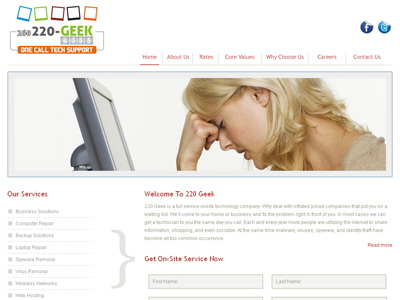 260 220-GEEK
4335
ONE CALL TECH SUPPORT
Home About Us Rates Core Values Why Choose Us Careers Contact Us
Our Services
Business Solutions
Computer Repair
Backup Solutions
Laptop Repair
Spyware Removal
Virus Removal
Wireless Networks
Web Hosting
Welcome To 220 Geek
220 Geek is a full service onsite technology company. Why deal with inflated priced companies that put you on a
waiting list. We'll come to your home or business and fix the problem right in front of you. In most cases we can
get a technician to you the same day you call. Each and every year more people are utilizing the internet to share
information, shopping, and even socialize. At the same time malware, viruses, spyware, and identity theft have
become all too common occurrence.
Read more
Get On-Site Service Now
First Name
Last Name